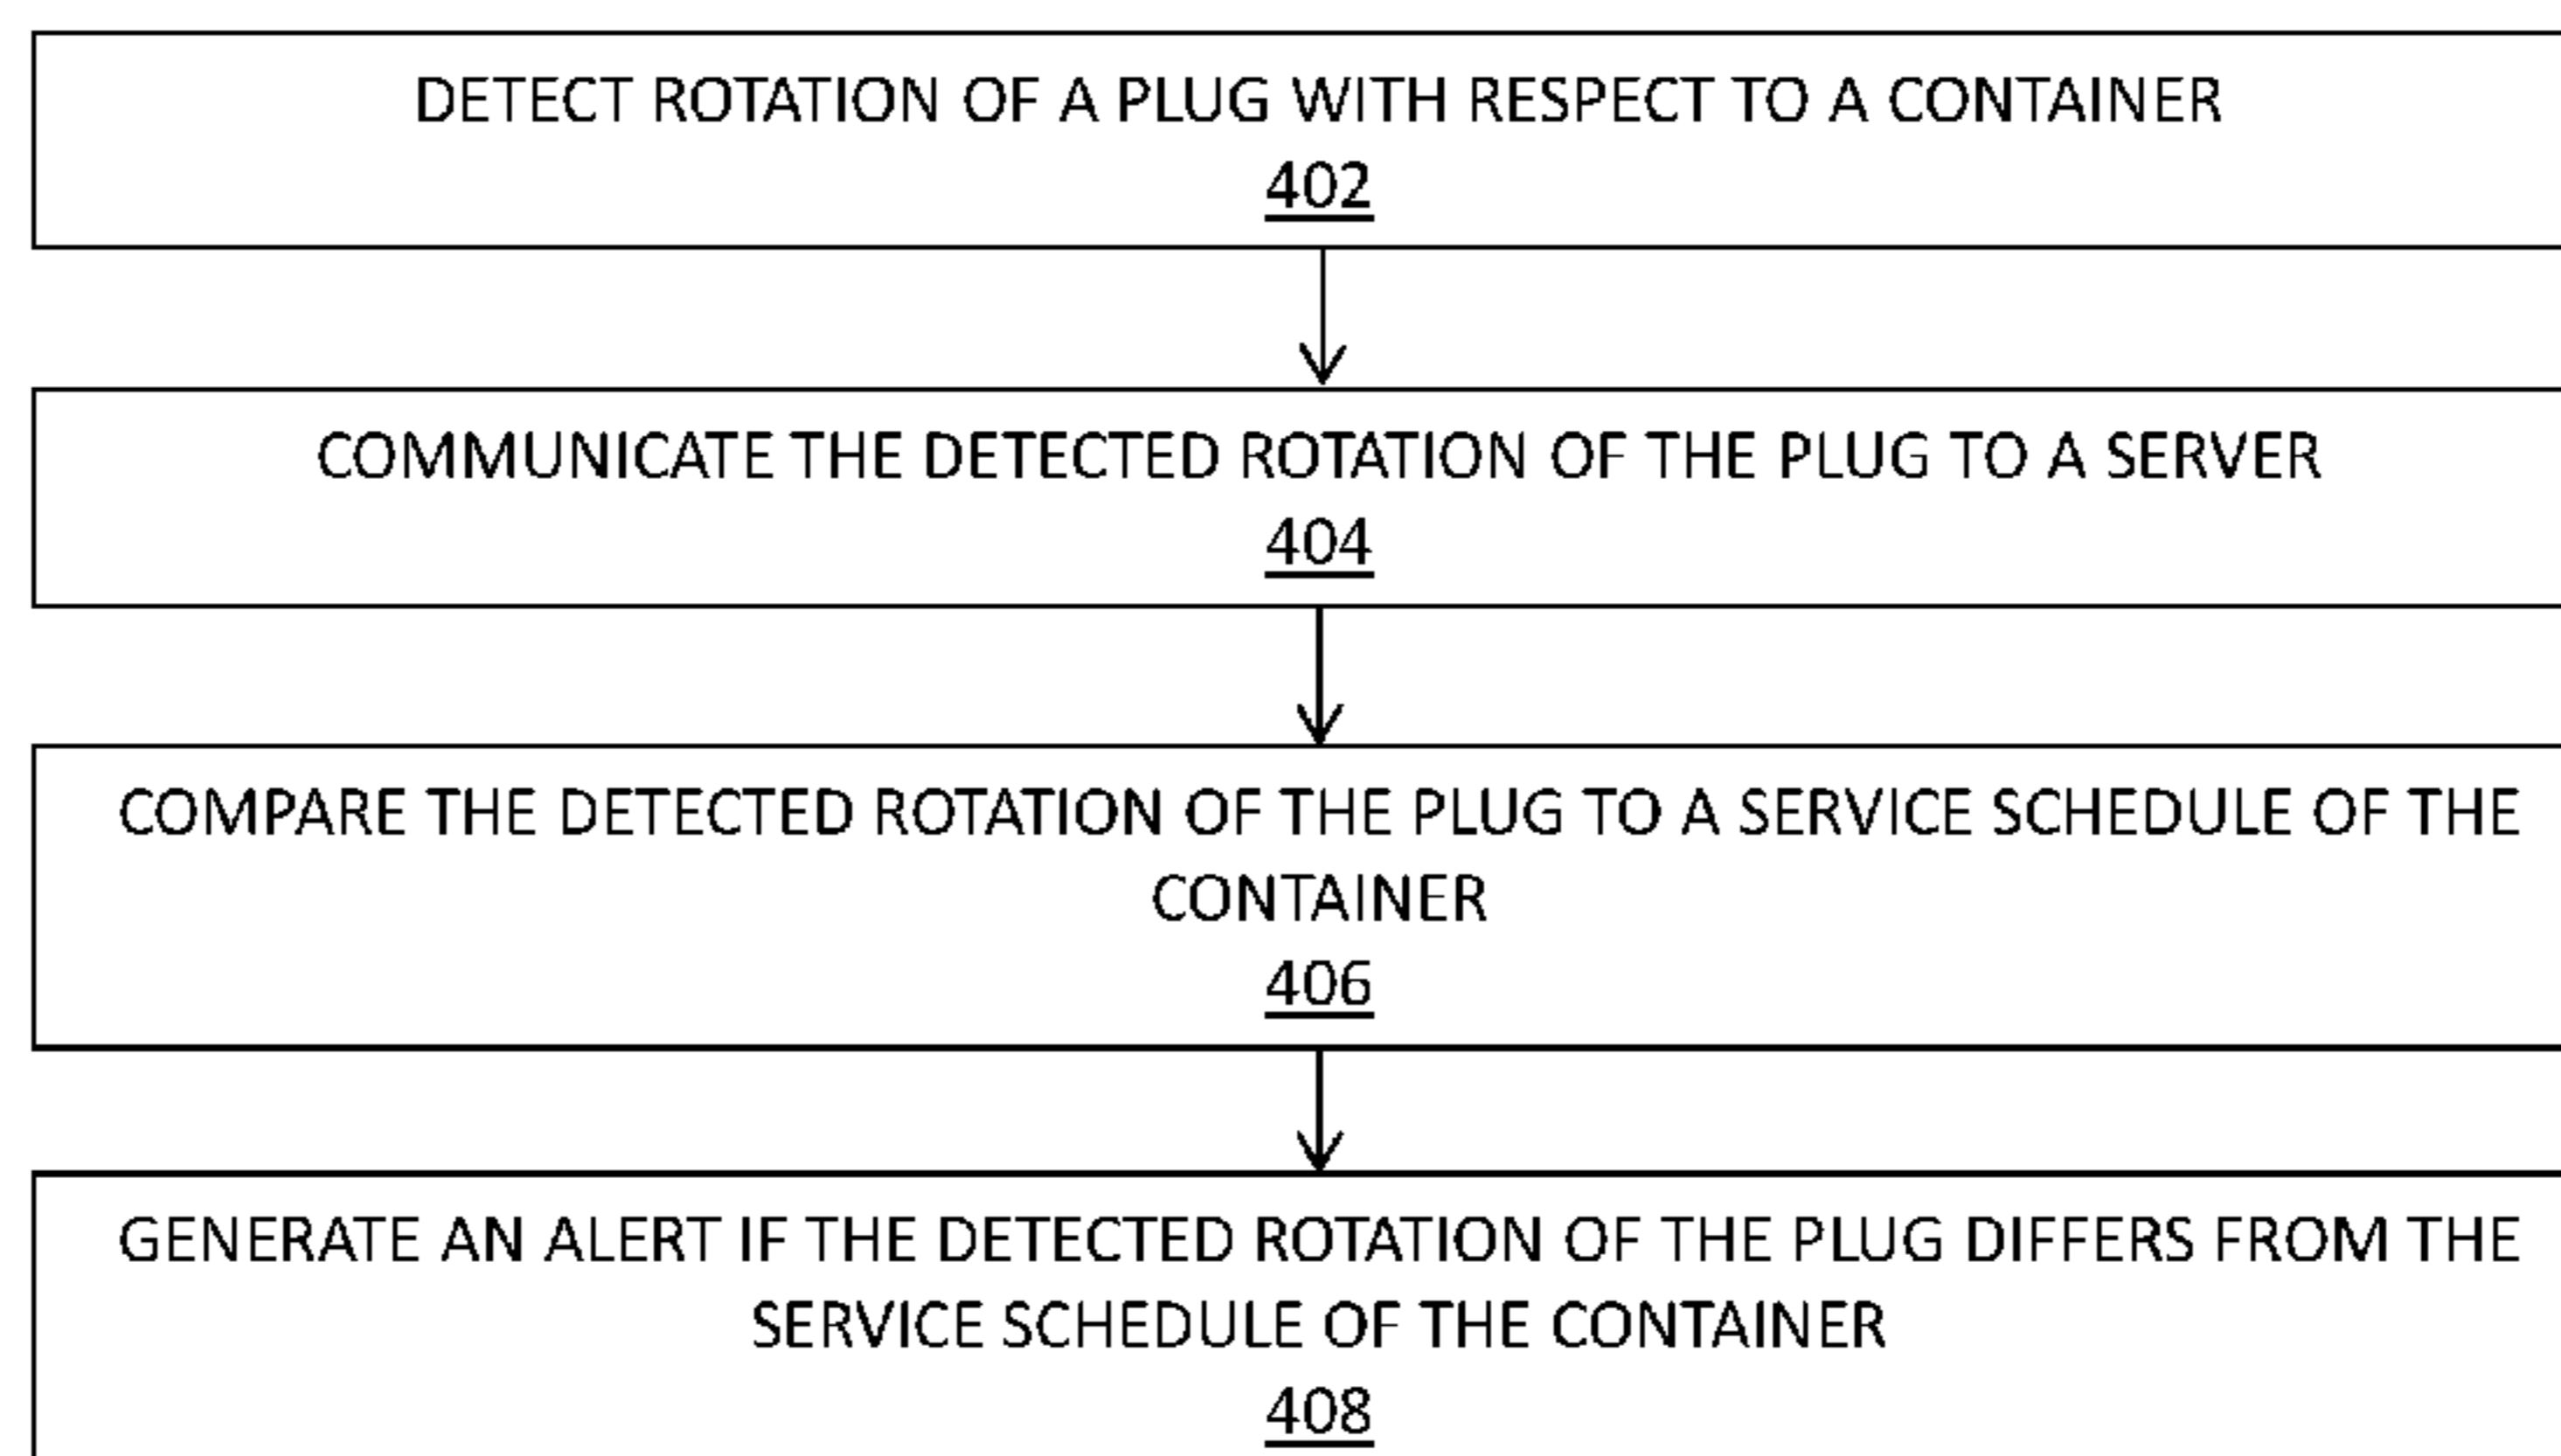 DETECT ROTATION OF A PLUG WITH RESPECT TO A CONTAINER
402
COMMUNICATE THE DETECTED ROTATION OF THE PLUG TO A SERVER
404
COMPARE THE DETECTED ROTATION OF THE PLUG TO A SERVICE SCHEDULE OF THE
CONTAINER
406
GENERATE AN ALERT IF THE DETECTED ROTATION OF THE PLUG DIFFERS FROM THE
SERVICE SCHEDULE OF THE CONTAINER
408